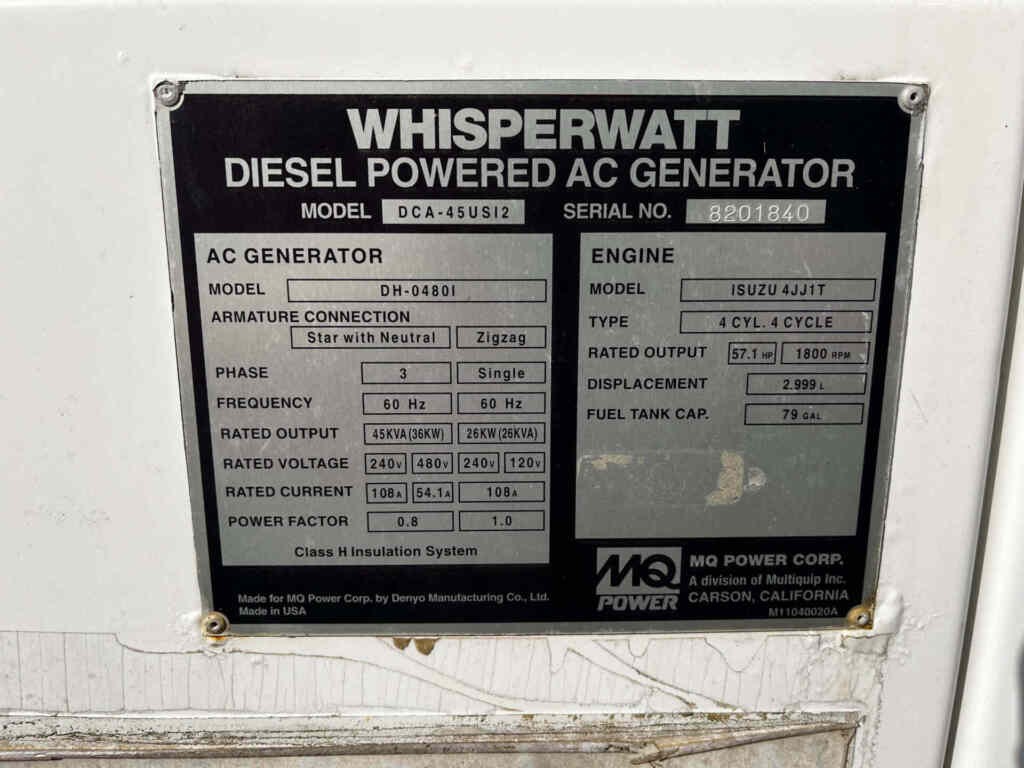 WHISPERWATT
DIESEL POWERED AC GENERATOR
MODEL DCA-45USI2 SERIAL NO. 8201840
AC GENERATOR
MODEL DH-0480I
ARMATURE CONNECTION
Star with Neutral Zigzag
PHASE 3 Single
FREQUENCY 60 Hz 60 Hz
RATED OUTPUT 45KVA (36KW) 26KW (26KVA)
RATED VOLTAGE 240V 480V 240V 120V
RATED CURRENT 108A 54.1A 108A
POWER FACTOR 0.8 1.0
Class H Insulation System
ENGINE
MODEL ISUZU 4JJ1T
TYPE 4 CYL. 4 CYCLE
RATED OUTPUT 57.1 HP 1800 RPM
DISPLACEMENT 2.999 L
FUEL TANK CAP. 79 GAL
Made for MQ Power Corp. by Denyo Manufacturing Co., Ltd.
Made in USA
MQ
POWER
MQ POWER CORP.
A division of Multiquip Inc.
CARSON, CALIFORNIA
M11040020A